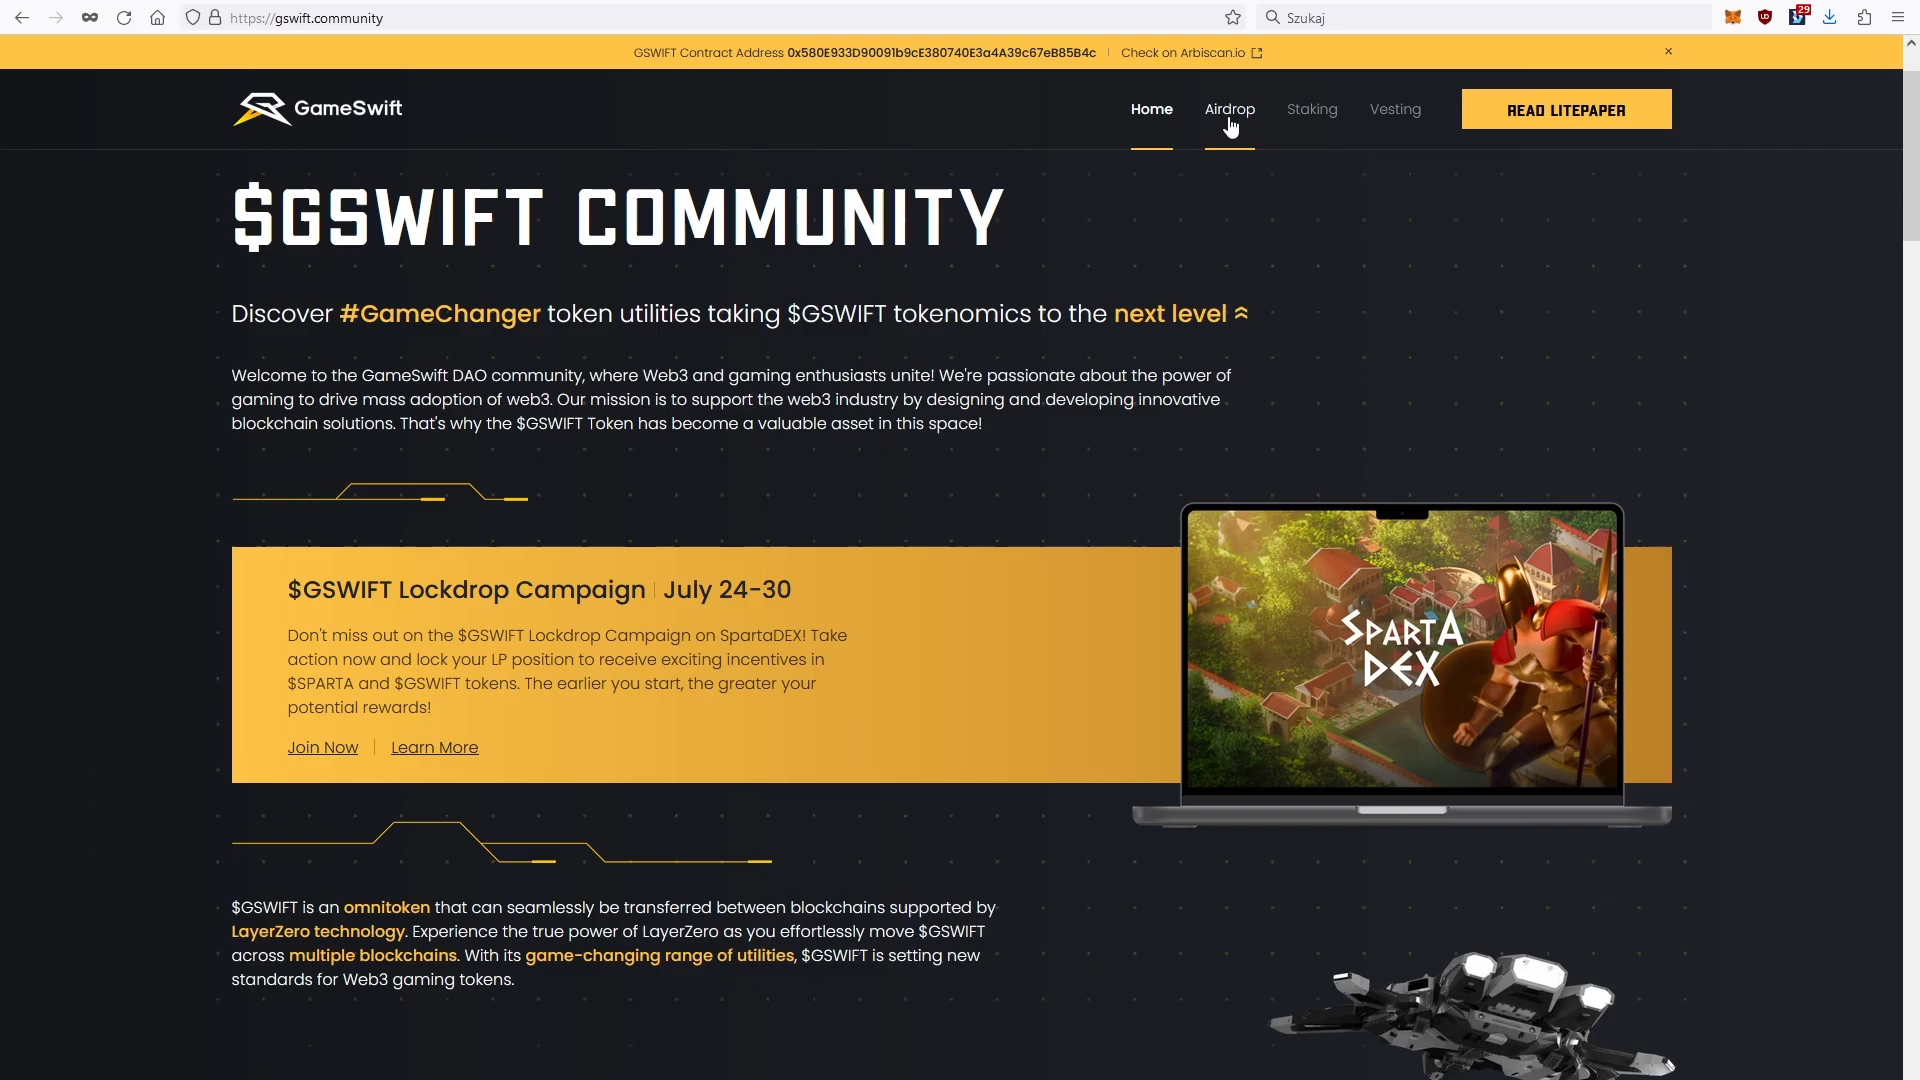 https://gswift.community
Szukaj
29
GSWIFT Contract Address 0x580E933D90091b9cE380740E3a4A39c67eB85B4c | Check on Arbiscan.io
GameSwift
Home
Airdrop
Staking
Vesting
READ LITEPAPER
$GSWIFT COMMUNITY
Discover #GameChanger token utilities taking $GSWIFT tokenomics to the next level
Welcome to the GameSwift DAO community, where Web3 and gaming enthusiasts unite! We're passionate about the power of
gaming to drive mass adoption of web3. Our mission is to support the web3 industry by designing and developing innovative
blockchain solutions. That's why the $GSWIFT Token has become a valuable asset in this space!
$GSWIFT Lockdrop Campaign | July 24-30
Don't miss out on the $GSWIFT Lockdrop Campaign on SpartaDEX! Take
action now and lock your LP position to receive exciting incentives in
$SPARTA and $GSWIFT tokens. The earlier you start, the greater your
potential rewards!
Join Now | Learn More
SPARTA
DEX
$GSWIFT is an omnitoken that can seamlessly be transferred between blockchains supported by
LayerZero technology. Experience the true power of LayerZero as you effortlessly move $GSWIFT
across multiple blockchains. With its game-changing range of utilities, $GSWIFT is setting new
standards for Web3 gaming tokens.